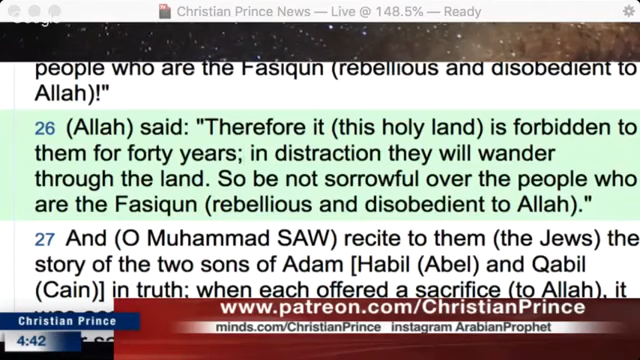 Christian Prince News — Live @ 148.5% — Ready
Google
people who are the Fasiqun (rebellious and disobedient to
Allah)!"
26 (Allah) said: "Therefore it (this holy land) is forbidden to
them for forty years; in distraction they will wander
through the land. So be not sorrowful over the people who
are the Fasiqun (rebellious and disobedient to Allah)."
27 And (O Muhammad SAW) recite to them (the Jews) the
story of the two sons of Adam [Habil (Abel) and Qabil
(Cain)] in truth; when each offered a sacrifice (to Allah), it
www.patreon.com/ChristianPrince
minds.com/ChristianPrince instagram ArabianProphet
Christian Prince
4:42